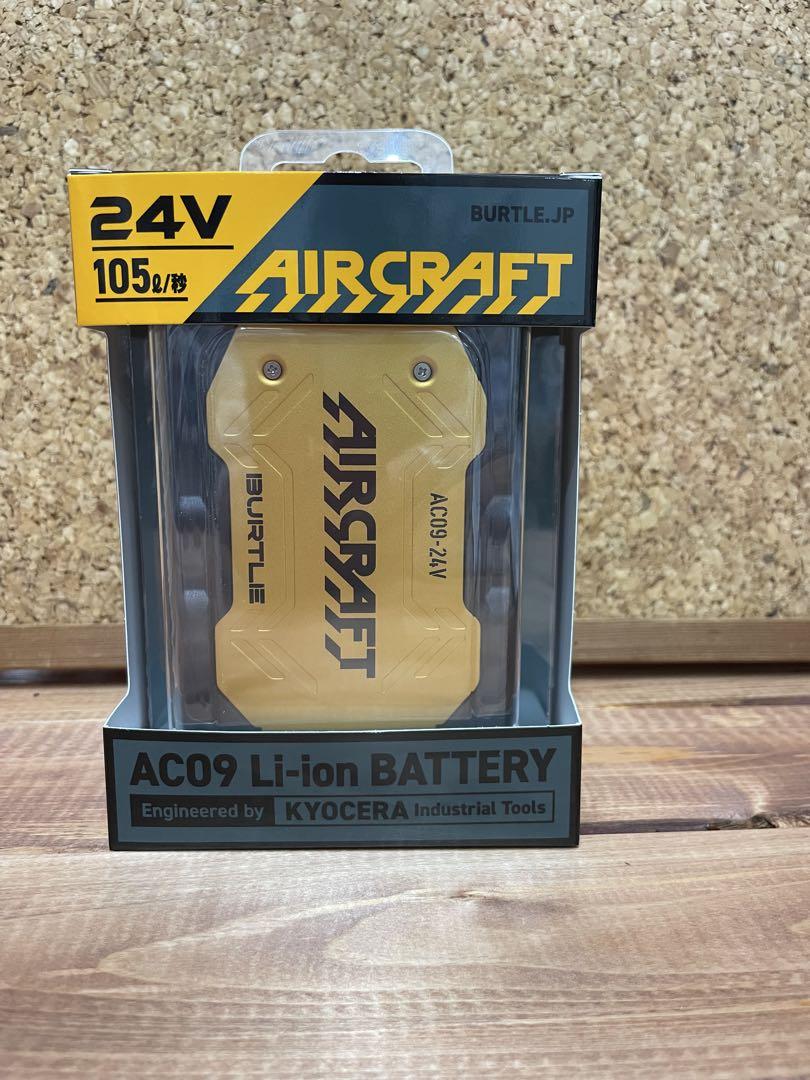 24V
105ℓ/秒
BURTLE.JP
AIRCRAFT
AIRCRAFT
BURTLE
AC09-24V
AC09 Li-ion BATTERY
Engineered by KYOCERA Industrial Tools